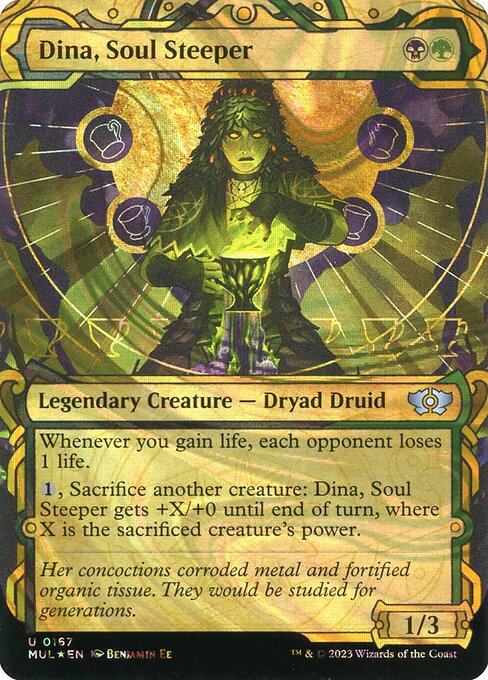 Dina, Soul Steeper
Legendary Creature — Dryad Druid
Whenever you gain life, each opponent loses
1 life.
1, Sacrifice another creature: Dina, Soul
Steeper gets +X/+0 until end of turn, where
X is the sacrificed creature's power.
Her concoctions corroded metal and fortified
organic tissue. They would be studied for
generations.
1/3
U 0167
MUL★EN Benjamin Ee
™ & © 2023 Wizards of the Coast